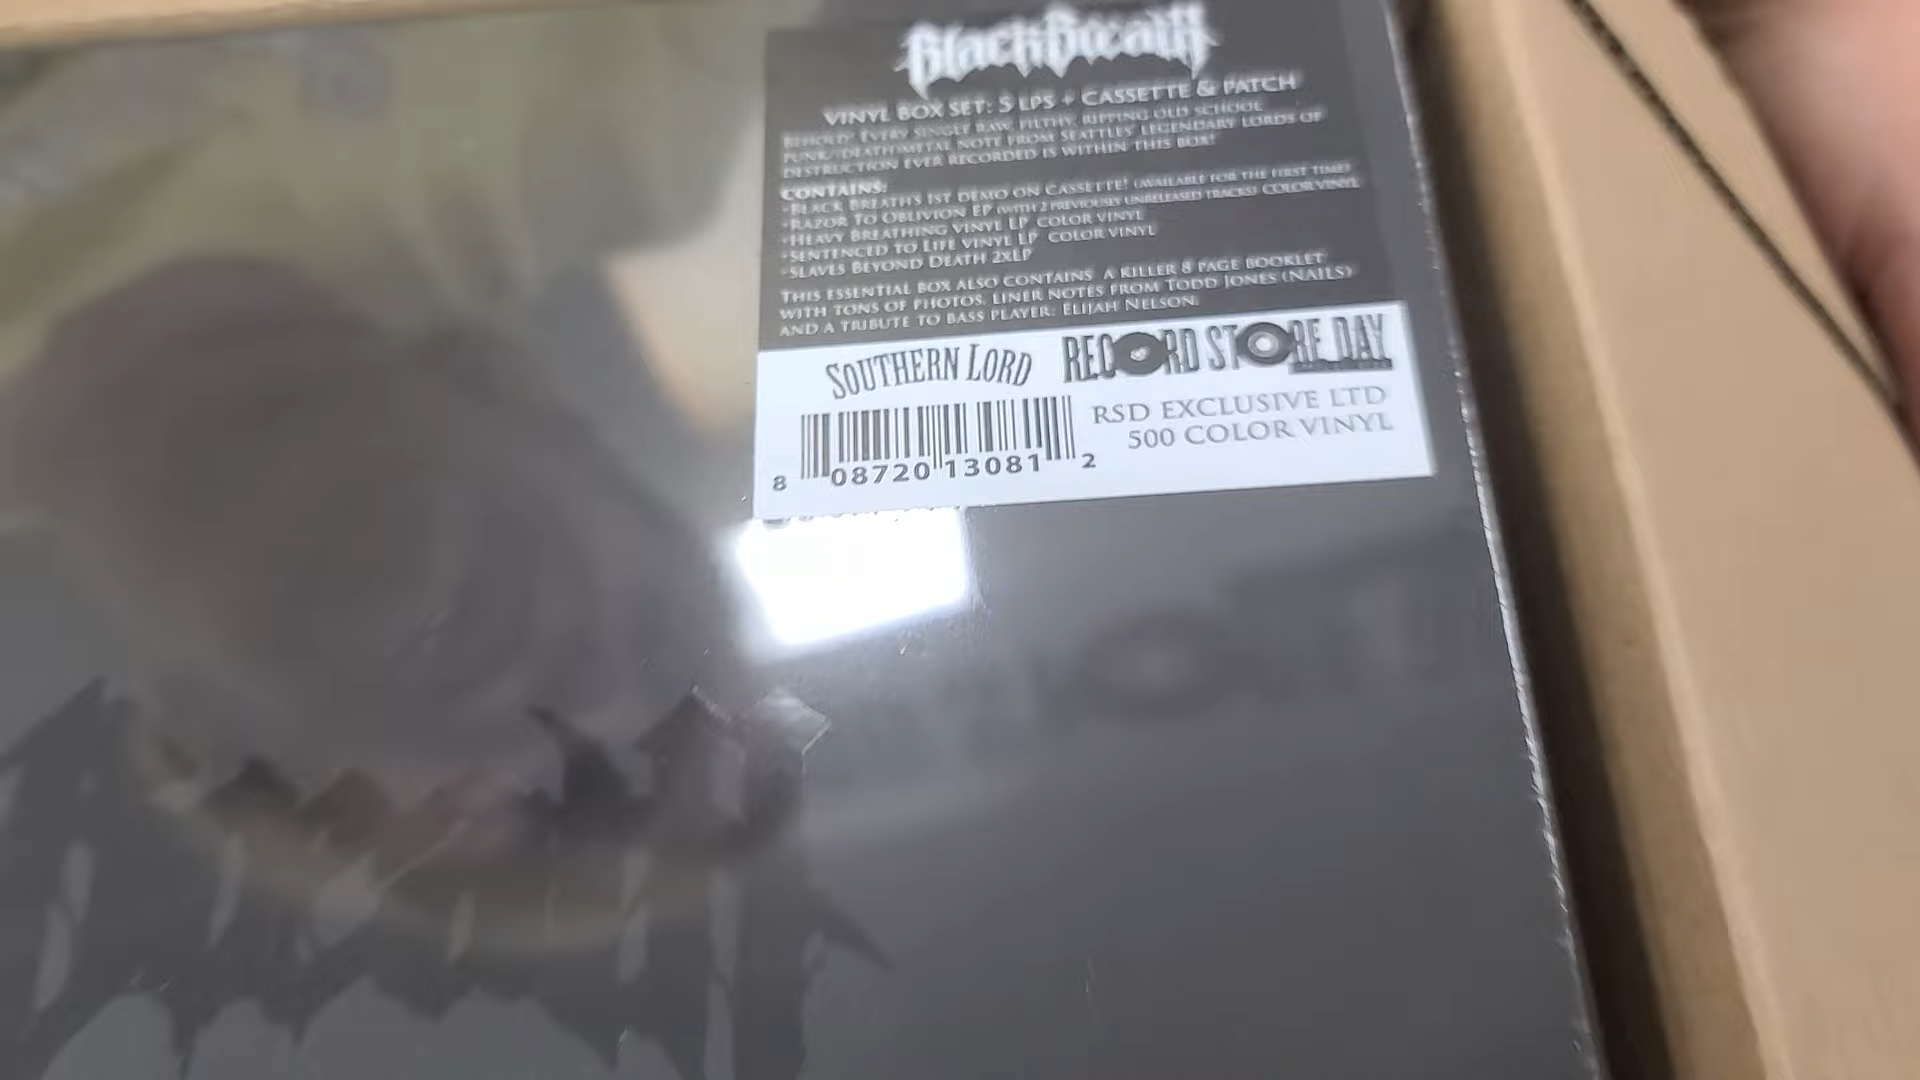 Black Breath
VINYL BOX SET: 5 LPS + CASSETTE & PATCH
BEHOLD! EVERY SINGLE RAW, FILTHY, RIPPING OLD SCHOOL
PUNK/DEATH METAL NOTE FROM SEATTLES' LEGENDARY LORDS OF
DESTRUCTION EVER RECORDED IS WITHIN THIS BOX!
CONTAINS:
-BLACK BREATH'S 1ST DEMO ON CASSETTE! (AVAILABLE FOR THE FIRST TIME)
-RAZOR TO OBLIVION EP (WITH 2 PREVIOUSLY UNRELEASED TRACKS) COLOR VINYL
-HEAVY BREATHING VINYL LP COLOR VINYL
-SENTENCED TO LIFE VINYL LP COLOR VINYL
-SLAVES BEYOND DEATH 2XLP
THIS ESSENTIAL BOX ALSO CONTAINS A KILLER 8 PAGE BOOKLET
WITH TONS OF PHOTOS, LINER NOTES FROM TODD JONES (NAILS)
AND A TRIBUTE TO BASS PLAYER: ELIJAH NELSON.
SOUTHERN LORD RECORD STORE DAY
RSD EXCLUSIVE LTD
500 COLOR VINYL
8 08720 13081 2